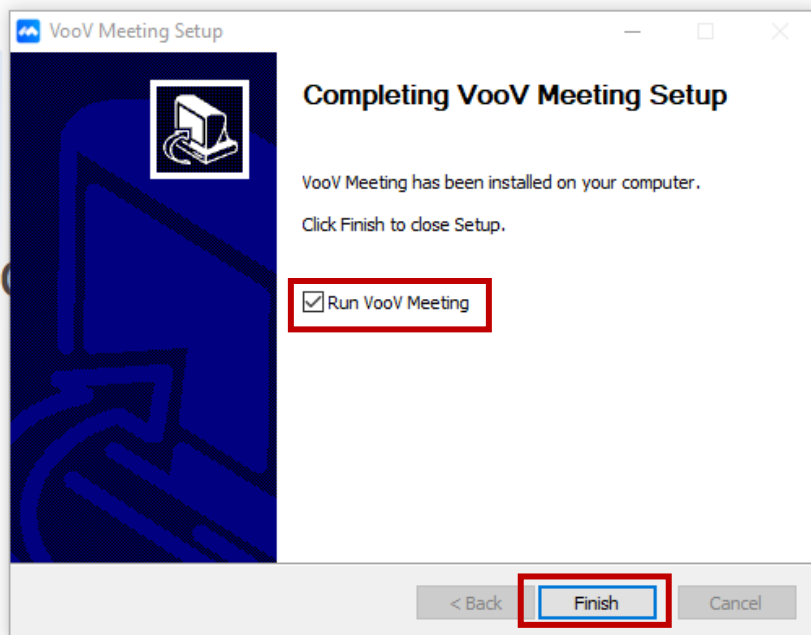 VooV Meeting Setup
Completing VooV Meeting Setup
VooV Meeting has been installed on your computer.
Click Finish to close Setup.
Run VooV Meeting
< Back
Finish
Cancel